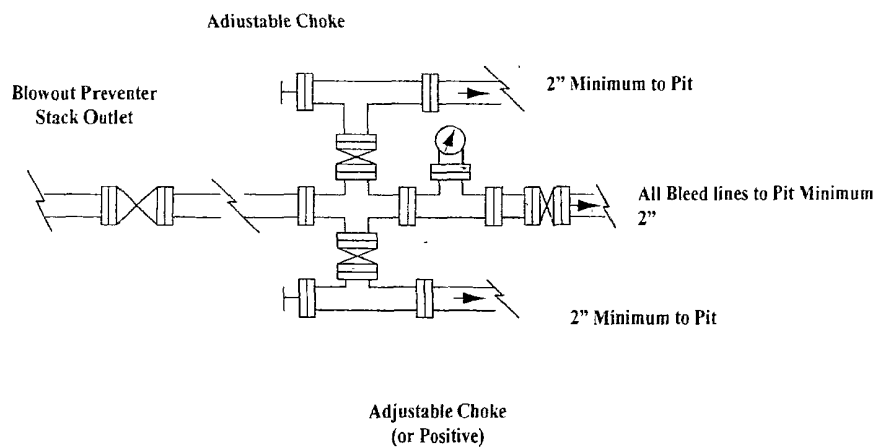 Adiustable Choke
2” Minimum to Pit
Blowout Preventer
Stack Outlet
All Bleed lines to Pit Minimum
2”
2” Minimum to Pit
Adjustable Choke
(or Positive)